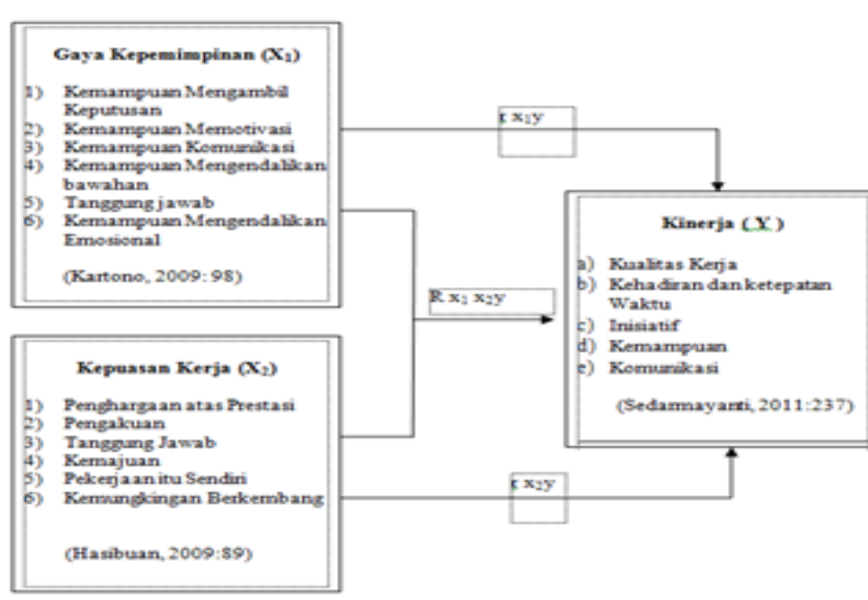 Gaya Kepemimpinan (X₁)
1) Kemampuan Mengambil
Keputusan
2) Kemampuan Memotivasi
3) Kemampuan Komunikasi
4) Kemampuan Mengendalikan
bawahan
5) Tanggung jawab
6) Kemampuan Mengendalikan
Emosional
(Kartono, 2009: 98)
r x₁y
R x₁ x₂y
Kepuasan Kerja (X₂)
1) Penghargaan atas Prestasi
2) Pengakuan
3) Tanggung Jawab
4) Kemajuan
5) Pekerjaan itu Sendiri
6) Kemungkingan Berkembang
(Hasibuan, 2009:89)
r x₂y
Kinerja ( Y )
a) Kualitas Kerja
b) Kehadiran dan ketepatan
Waktu
c) Inisiatif
d) Kemampuan
e) Komunikasi
(Sedarmayanti, 2011:237)